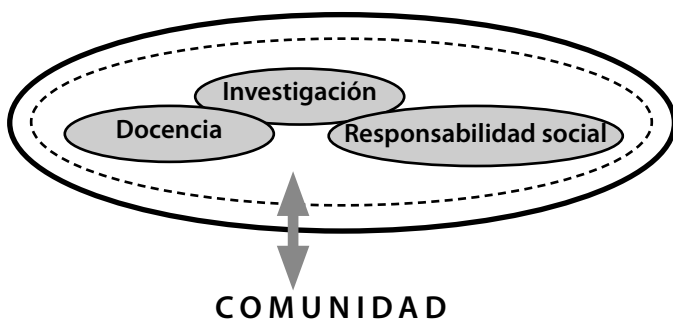 Investigación
Docencia
Responsabilidad social
COMUNIDAD